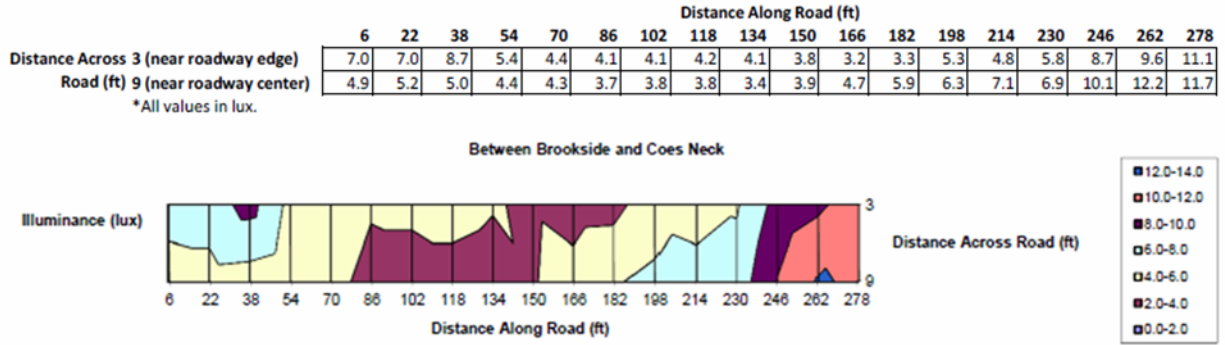 Distance Along Road (ft)
6 22 38 54 70 86 102 118 134 150 166 182 198 214 230 246 262 278
Distance Across 3 (near roadway edge) 7.0 7.0 8.7 5.4 4.4 4.1 4.1 4.2 4.1 3.8 3.2 3.3 5.3 4.8 5.8 8.7 9.6 11.1
Road (ft) 9 (near roadway center) 4.9 5.2 5.0 4.4 4.3 3.7 3.8 3.8 3.4 3.9 4.7 5.9 6.3 7.1 6.9 10.1 12.2 11.7
*All values in lux.
Between Brookside and Coes Neck
Illuminance (lux)
3
9
Distance Across Road (ft)
6 22 38 54 70 86 102 118 134 150 166 182 198 214 230 246 262 278
Distance Along Road (ft)
12.0-14.0
10.0-12.0
8.0-10.0
6.0-8.0
4.0-6.0
2.0-4.0
0.0-2.0